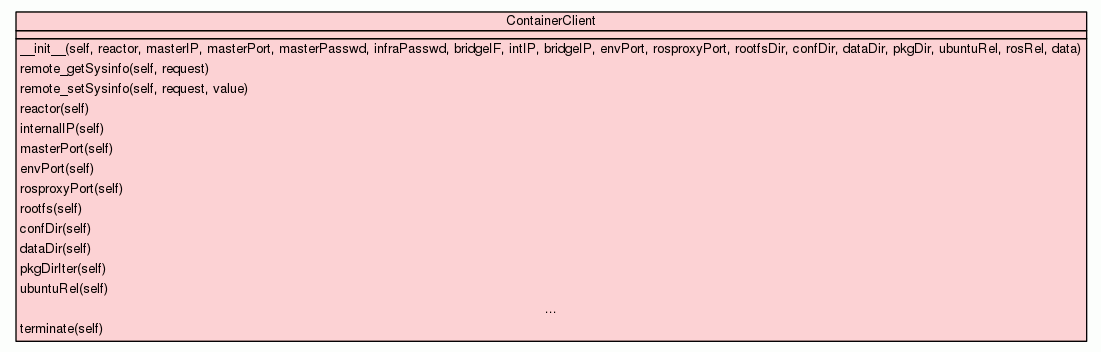 ContainerClient
__init__(self, reactor, masterIP, masterPort, masterPasswd, infraPasswd, bridgeIF, intIP, bridgeIP, envPort, rosproxyPort, rootfsDir, confDir, dataDir, pkgDir, ubuntuRel, rosRel, data)
remote_getSysinfo(self, request)
remote_setSysinfo(self, request, value)
reactor(self)
internalIP(self)
masterPort(self)
envPort(self)
rosproxyPort(self)
rootfs(self)
confDir(self)
dataDir(self)
pkgDirIter(self)
ubuntuRel(self)
...
terminate(self)